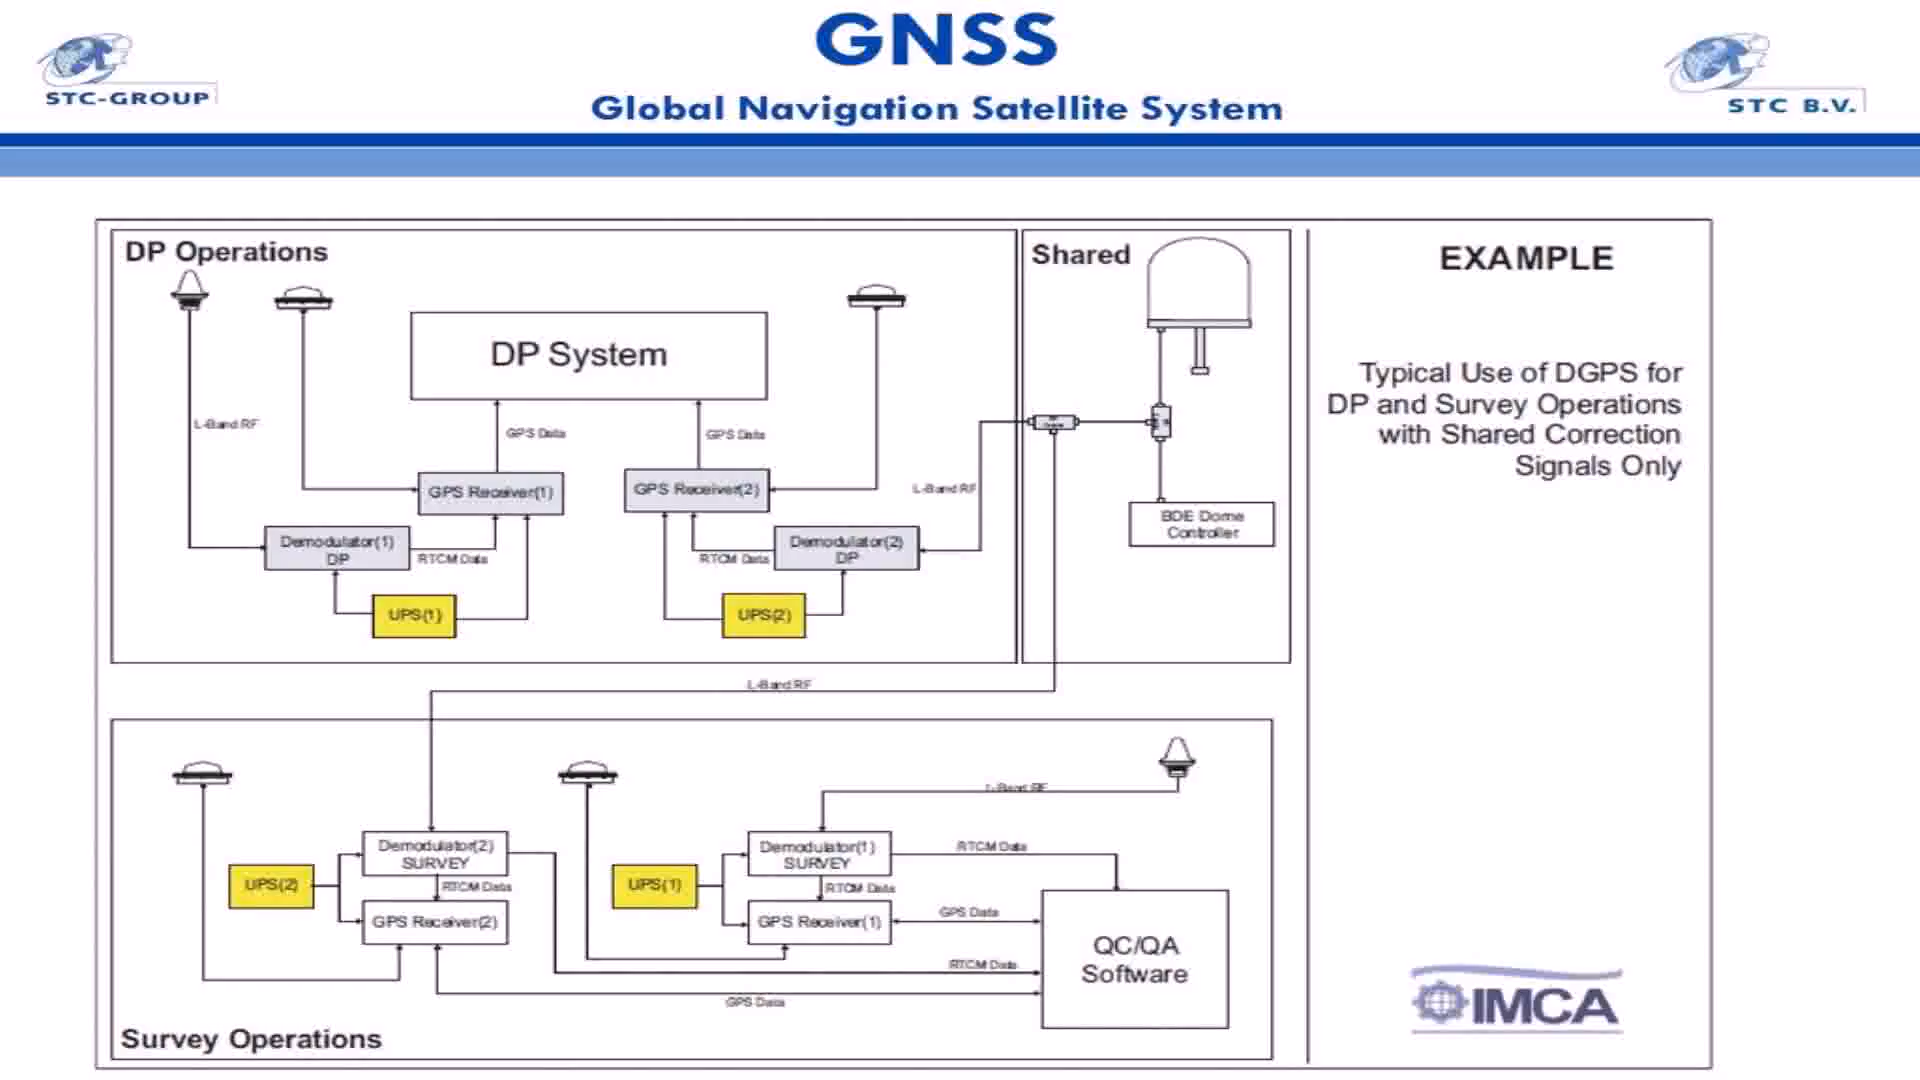 GNSS
Global Navigation Satellite System
STC-GROUP
STC B.V.
DP Operations
Shared
EXAMPLE
DP System
Typical Use of DGPS for
DP and Survey Operations
with Shared Correction
Signals Only
L-Band RF
GPS Data
GPS Data
GPS Receiver(1)
GPS Receiver(2)
L-Band RF
BDE Dome
Controller
Demodulator(1)
DP
RTCM Data
RTCM Data
Demodulator(2)
DP
UPS(1)
UPS(2)
L-Band RF
L-Band RF
Demodulator(2)
SURVEY
Demodulator(1)
SURVEY
RTCM Data
UPS(2)
RTCM Data
UPS(1)
RTCM Data
GPS Receiver(2)
GPS Receiver(1)
GPS Data
QC/QA
Software
RTCM Data
GPS Data
Survey Operations
IMCA